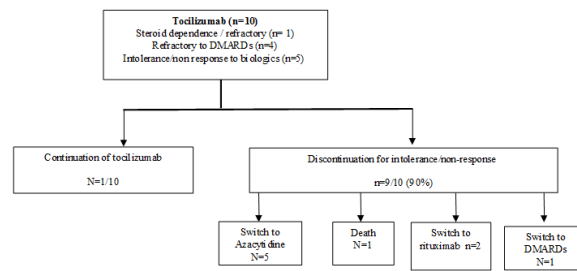 Tocilizumab (n=10)
Steroid dependence / refractory (n= 1)
Refractory to DMARDs (n=4)
Intolerance/non response to biologics (n=5)
Continuation of tocilizumab
N=1/10
Discontinuation for intolerance/non-response
n=9/10 (90%)
Switch to
Azacytidine
N=5
Death
N=1
Switch to
rituximab n=2
Switch to
DMARDs
N=1